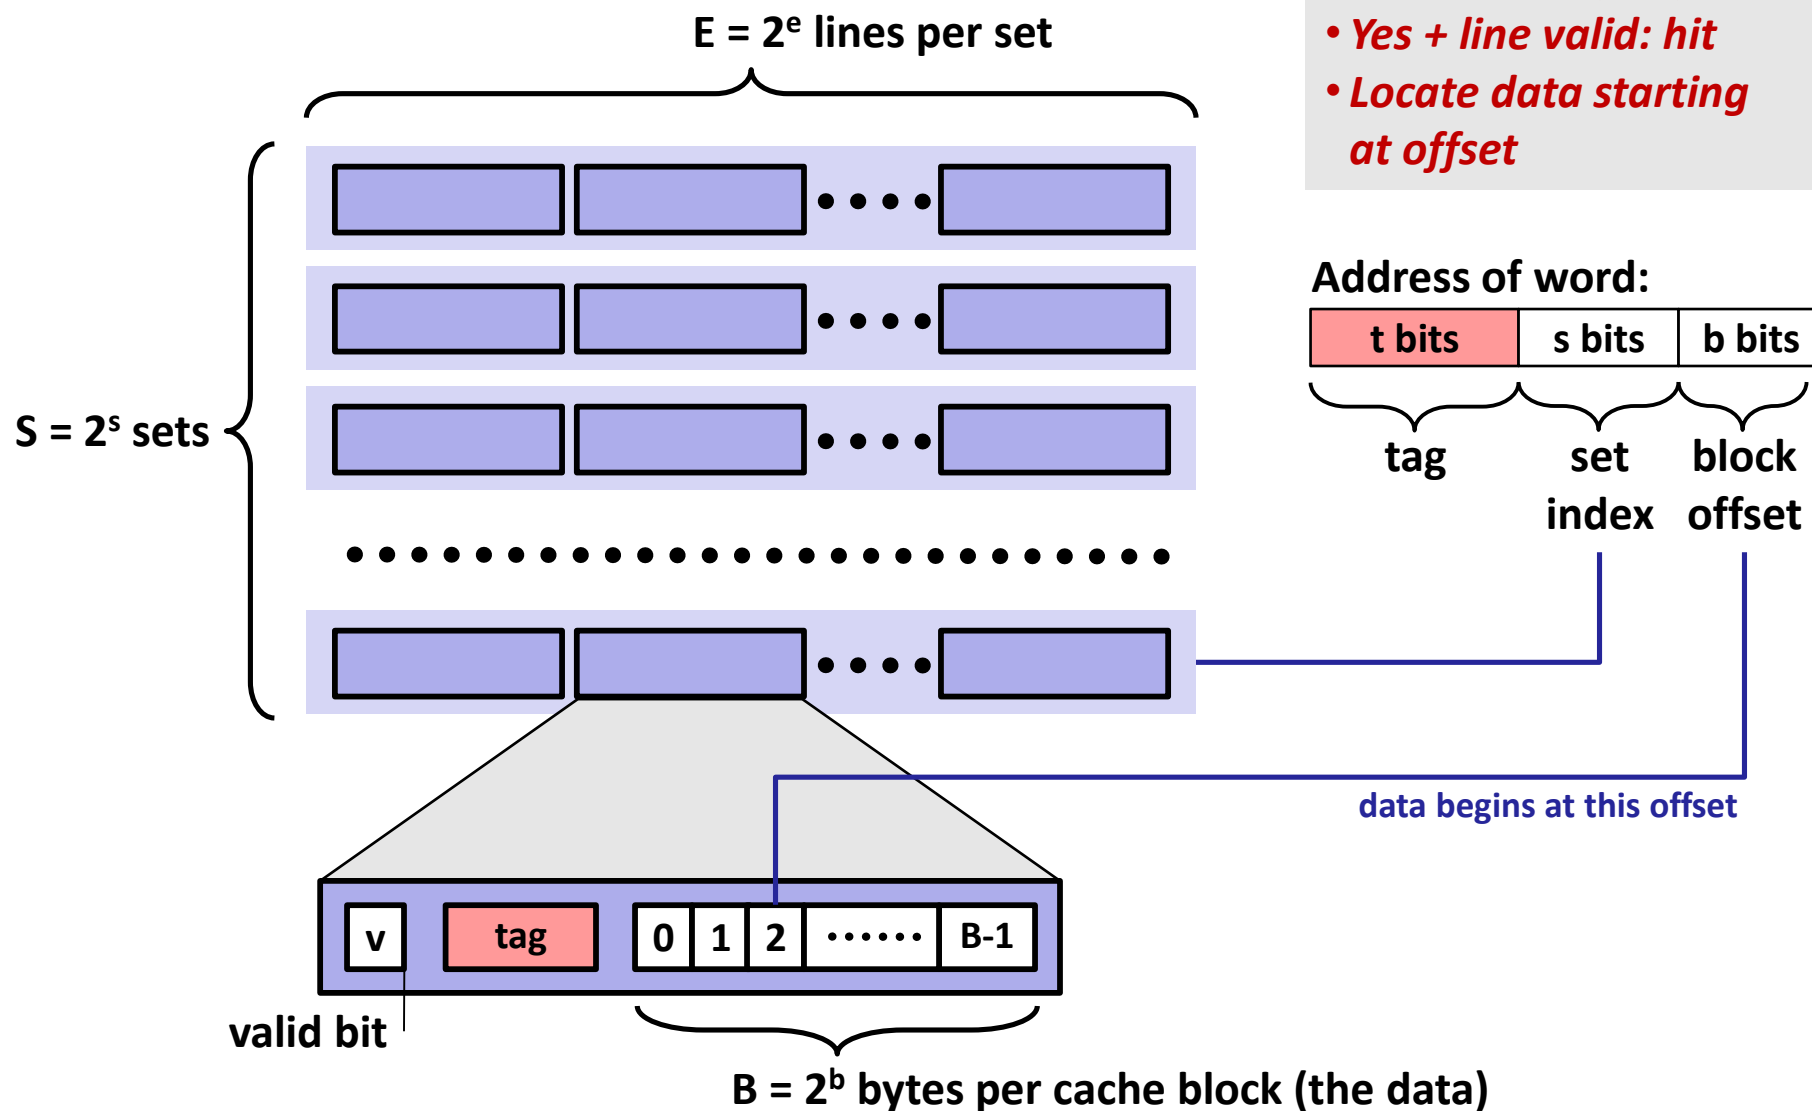 E = 2ᵉ lines per set
• Yes + line valid: hit
• Locate data starting
at offset
Address of word:
t bits s bits b bits
tag set block
index offset
S = 2ˢ sets
data begins at this offset
v tag 0 1 2 ······ B-1
valid bit
B = 2ᵇ bytes per cache block (the data)